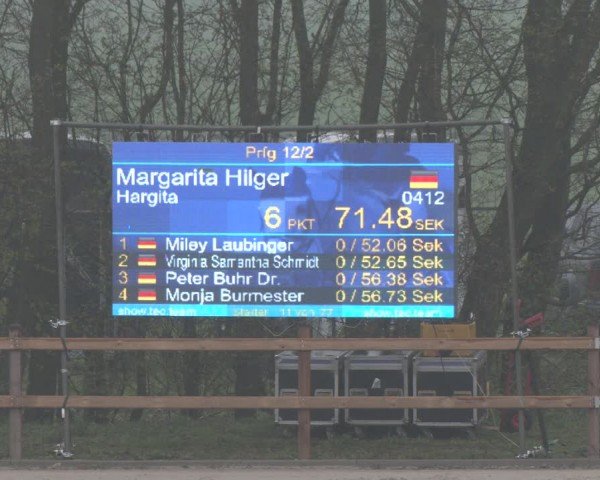 Prfg 12/2
Margarita Hilger
Hargita 0412
6 PKT 71.48 SEK
1 Miley Laubinger 0 / 52.06 Sek
2 Virginia Samantha Schmidt 0 / 52.65 Sek
3 Peter Buhr Dr. 0 / 56.38 Sek
4 Monja Burmester 0 / 56.73 Sek
show.tec.team Starter 11 von 27 show.tec.team